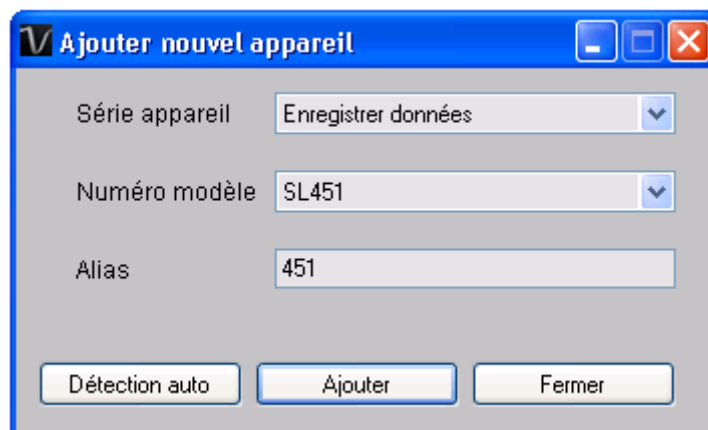 Ajouter nouvel appareil
Série appareil Enregistrer données
Numéro modèle SL451
Alias 451
Détection auto Ajouter Fermer